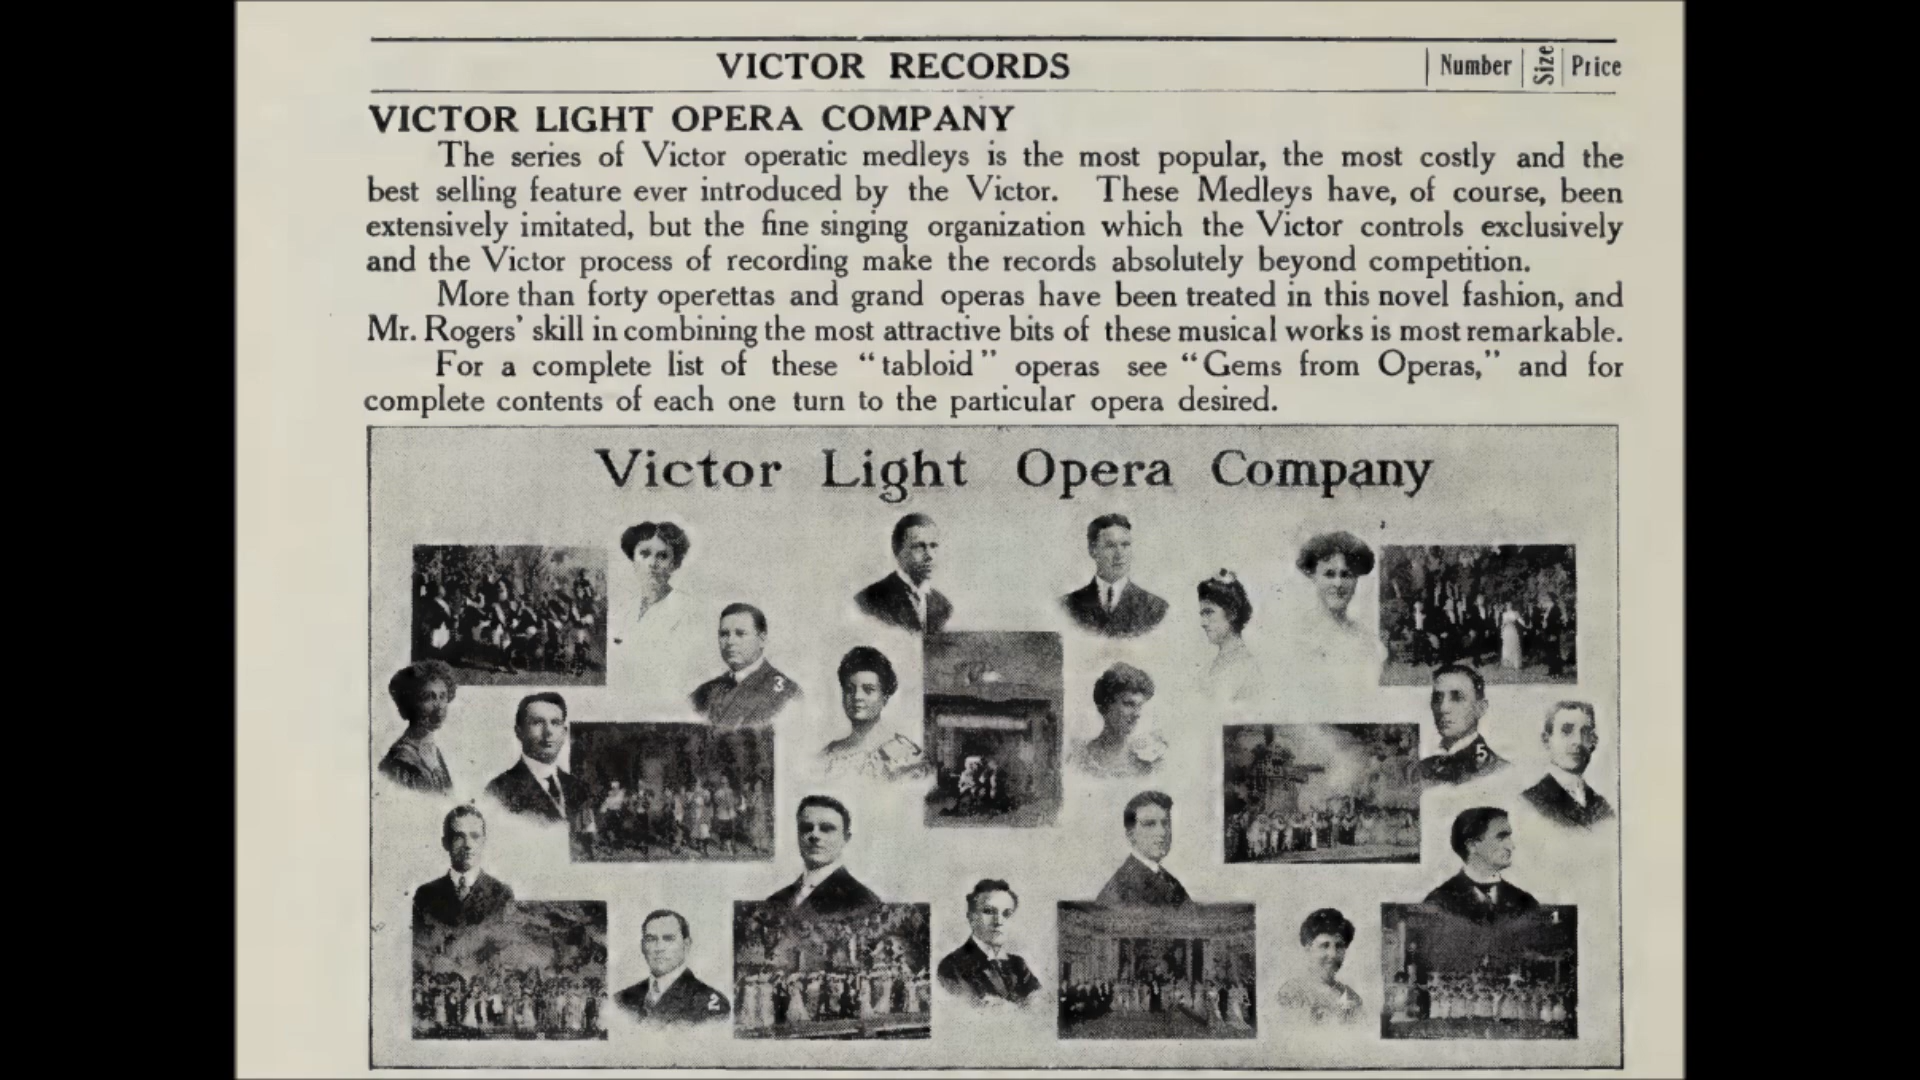 VICTOR RECORDS | Number | Size | Price
VICTOR LIGHT OPERA COMPANY
The series of Victor operatic medleys is the most popular, the most costly and the
best selling feature ever introduced by the Victor. These Medleys have, of course, been
extensively imitated, but the fine singing organization which the Victor controls exclusively
and the Victor process of recording make the records absolutely beyond competition.
More than forty operettas and grand operas have been treated in this novel fashion, and
Mr. Rogers' skill in combining the most attractive bits of these musical works is most remarkable.
For a complete list of these "tabloid" operas see "Gems from Operas," and for
complete contents of each one turn to the particular opera desired.
Victor Light Opera Company
3
5
2
1